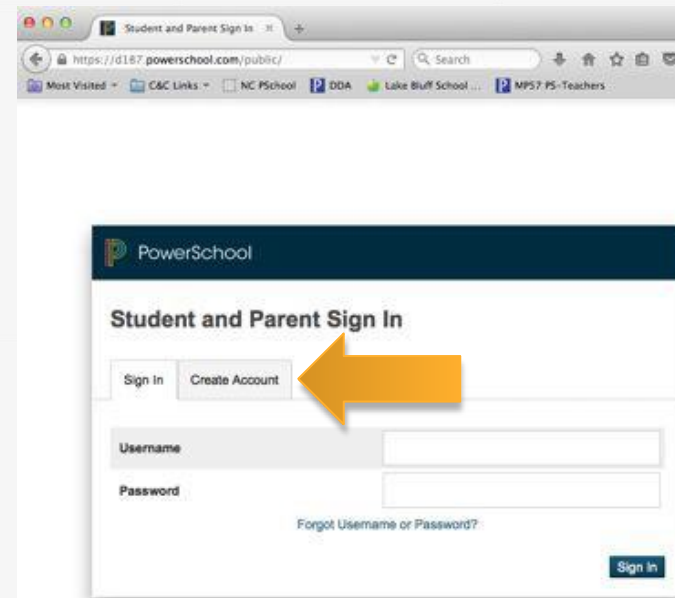 Student and Parent Sign In
https://d187.powerschool.com/public/ Search
Most Visited C&C Links NC PSchool DDA Lake Bluff School ... MPS7 PS-Teachers
PowerSchool
Student and Parent Sign In
Sign In Create Account
Username
Password
Forgot Username or Password?
Sign In